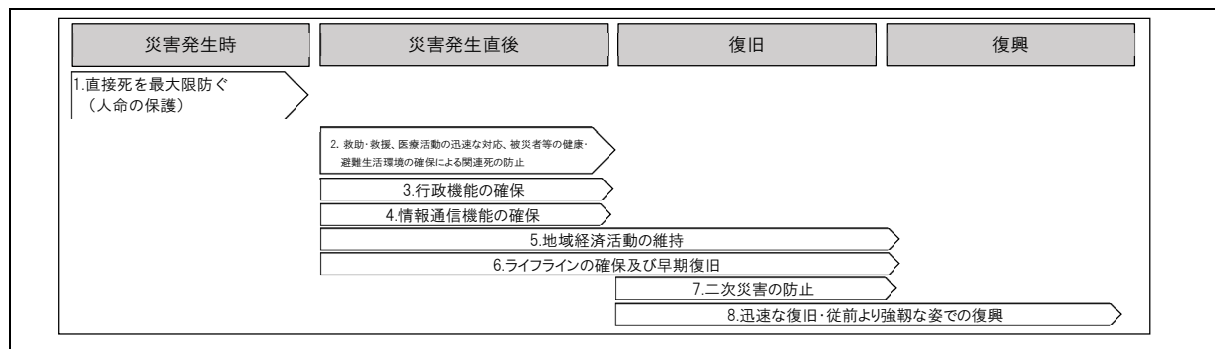 災害発生時
災害発生直後
復旧
復興
1.直接死を最大限防ぐ
（人命の保護）
2. 救助・救援、医療活動の迅速な対応、被災者等の健康・
避難生活環境の確保による関連死の防止
3.行政機能の確保
4.情報通信機能の確保
5.地域経済活動の維持
6.ライフラインの確保及び早期復旧
7.二次災害の防止
8.迅速な復旧・従前より強靱な姿での復興